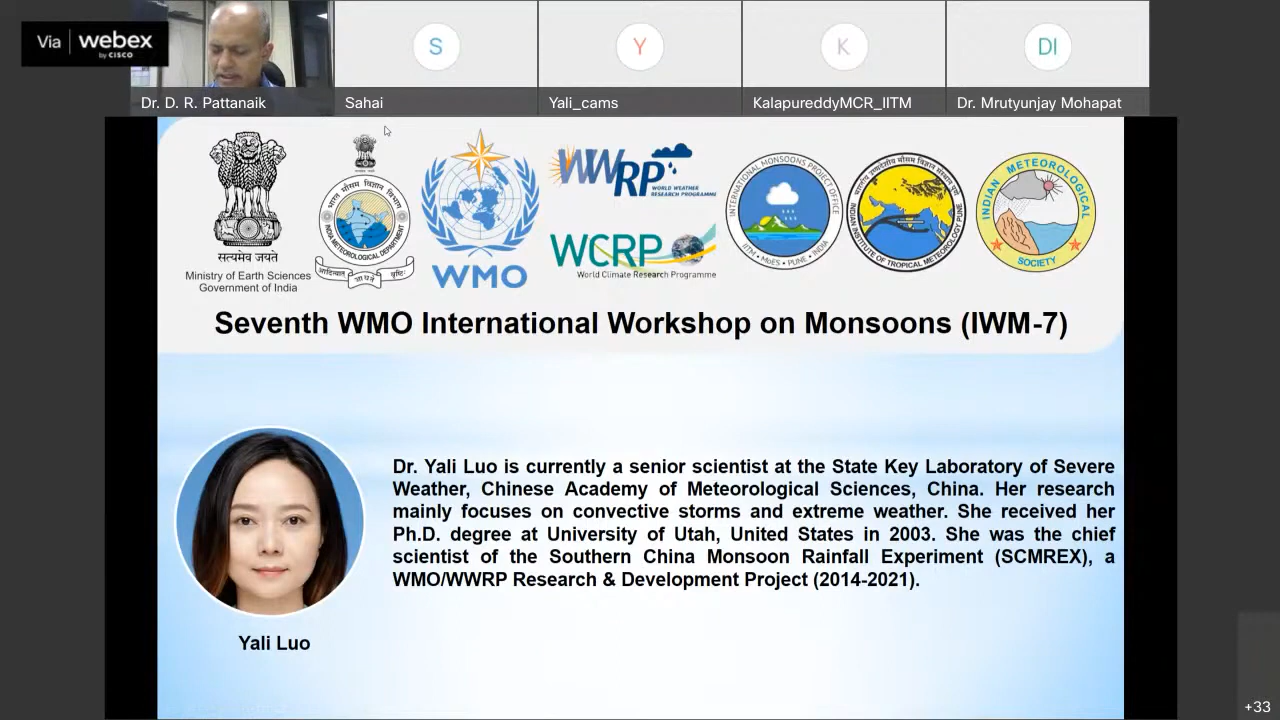 Via webex
by CISCO
S
Y
K
DI
Dr. D. R. Pattanaik
Sahai
Yali_cams
KalapureddyMCR_IITM
Dr. Mrutyunjay Mohapat
सत्यमेव जयते
Ministry of Earth Sciences
Government of India
भारत मौसम विज्ञान विभाग
INDIA METEOROLOGICAL DEPARTMENT
आदित्यात् जायते वृष्टिः
WMO
WWRP
WORLD WEATHER
RESEARCH PROGRAMME
WCRP
World Climate Research Programme
INTERNATIONAL MONSOONS PROJECT OFFICE
IITM • MoES • PUNE • INDIA
INDIAN INSTITUTE OF TROPICAL METEOROLOGY PUNE
INDIAN METEOROLOGICAL
SOCIETY
Seventh WMO International Workshop on Monsoons (IWM-7)
Dr. Yali Luo is currently a senior scientist at the State Key Laboratory of Severe
Weather, Chinese Academy of Meteorological Sciences, China. Her research
mainly focuses on convective storms and extreme weather. She received her
Ph.D. degree at University of Utah, United States in 2003. She was the chief
scientist of the Southern China Monsoon Rainfall Experiment (SCMREX), a
WMO/WWRP Research & Development Project (2014-2021).
Yali Luo
+33